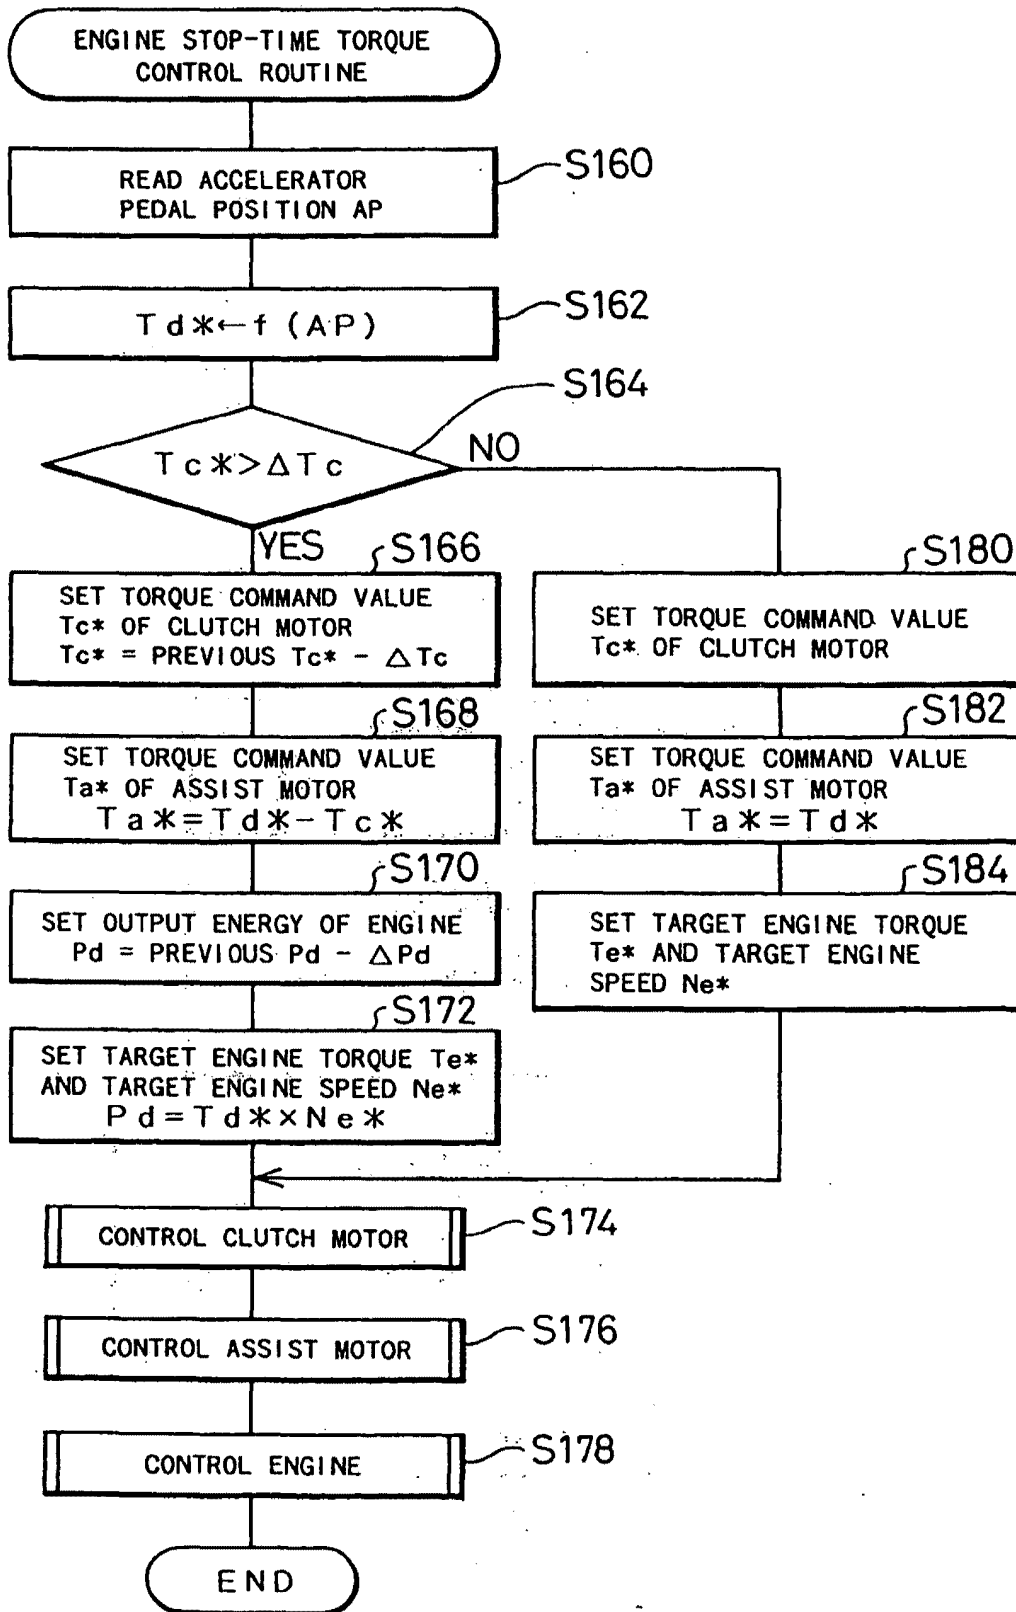 ENGINE STOP-TIME TORQUE
CONTROL ROUTINE
S160
READ ACCELERATOR
PEDAL POSITION AP
S162
Td*←f (AP)
S164
Tc*>ΔTc
NO
YES
S166
SET TORQUE COMMAND VALUE
Tc* OF CLUTCH MOTOR
Tc* = PREVIOUS Tc* - ΔTc
S168
SET TORQUE COMMAND VALUE
Ta* OF ASSIST MOTOR
Ta*=Td*-Tc*
S170
SET OUTPUT ENERGY OF ENGINE
Pd = PREVIOUS Pd - ΔPd
S172
SET TARGET ENGINE TORQUE Te*
AND TARGET ENGINE SPEED Ne*
Pd=Td*×Ne*
S180
SET TORQUE COMMAND VALUE
Tc* OF CLUTCH MOTOR
S182
SET TORQUE COMMAND VALUE
Ta* OF ASSIST MOTOR
Ta*=Td*
S184
SET TARGET ENGINE TORQUE
Te* AND TARGET ENGINE
SPEED Ne*
S174
CONTROL CLUTCH MOTOR
S176
CONTROL ASSIST MOTOR
S178
CONTROL ENGINE
END